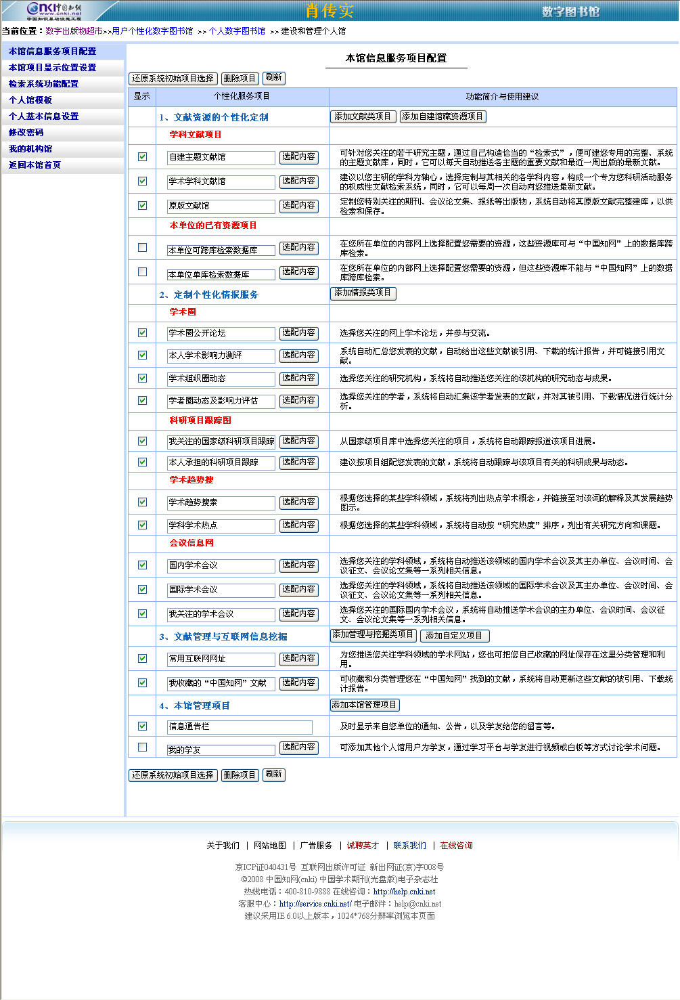 cnki 中国知网
www.cnki.net
中国知识基础设施工程
肖传实
数字图书馆
当前位置：数字出版物超市>>用户个性化数字图书馆 >> 个人数字图书馆 >> 建设和管理个人馆
本馆信息服务项目配置
本馆项目显示位置设置
检索系统功能配置
个人馆模板
个人基本信息设置
修改密码
我的机构馆
返回本馆首页
本馆信息服务项目配置
还原系统初始项目选择 删除项目 刷新
显示 个性化服务项目 功能简介与使用建议
1、文献资源的个性化定制 添加文献类项目 添加自建馆藏资源项目
学科文献项目
自建主题文献馆 选配内容 可针对您关注的若干研究主题，通过自己构造恰当的“检索式”，便可建您专用的完整、系统
的主题文献库，同时，它可以每天自动推送各主题的重要文献和最近一周出版的最新文献。
学术学科文献馆 选配内容 建议以您主研的学科为轴心，选择定制与其相关的各学科内容，构成一个专为您科研活动服务
的权威性文献检索系统，同时，它可以每周一次自动向您推送最新文献。
原版文献馆 选配内容 定制您特别关注的期刊、会议论文集、报纸等出版物，系统自动将其原版文献完整建库，以供
检索和保存。
本单位的已有资源项目
本单位可跨库检索数据库 选配内容 在您所在单位的内部网上选择配置您需要的资源，这些资源库可与“中国知网”上的数据库跨
库检索。
本单位单库检索数据库 选配内容 在您所在单位的内部网上选择配置您需要的资源，但这些资源库不能与“中国知网”上的数据
库跨库检索。
2、定制个性化情报服务 添加情报类项目
学术圈
学术圈公开论坛 选配内容 选择您关注的网上学术论坛，并参与交流。
本人学术影响力测评 选配内容 系统自动汇总您发表的文献，自动给出这些文献被引用、下载的统计报告，并可链接引用文
献。
学术组织圈动态 选配内容 选择您关注的研究机构，系统将自动推送您关注的该机构的研究动态与成果。
学者圈动态及影响力评估 选配内容 选择您关注的学者，系统将自动汇集该学者发表的文献，并对其被引用、下载情况进行统计分
析。
科研项目跟踪图
我关注的国家级科研项目跟踪 选配内容 从国家级项目库中选择您关注的项目，系统将自动跟踪报道该项目进展。
本人承担的科研项目跟踪 选配内容 建议按项目组配您发表的文献，系统将自动跟踪与该项目有关的科研成果与动态。
学术趋势搜
学术趋势搜索 选配内容 根据您选择的某些学科领域，系统将列出热点学术概念，并链接至对该词的解释及其发展趋势
图示。
学科学术热点 选配内容 根据您选择的某些学科领域，系统将自动按“研究热度”排序，列出有关研究方向和课题。
会议信息网
国内学术会议 选配内容 选择您关注的学科领域，系统将自动推送该领域的国内学术会议及其主办单位、会议时间、会
议征文、会议论文集等一系列相关信息。
国际学术会议 选配内容 选择您关注的学科领域，系统将自动推送该领域的国际学术会议及其主办单位、会议时间、会
议征文、会议论文集等一系列相关信息。
我关注的学术会议 选配内容 选择您关注的国际国内学术会议，系统将自动推送学术会议的主办单位、会议时间、会议征
文、会议论文集等一系列相关信息。
3、文献管理与互联网信息挖掘 添加管理与挖掘类项目 添加自定义项目
常用互联网网址 选配内容 为您推送您关注学科领域的学术网站，您也可把您自己收藏的网址保存在这里分类管理和利
用。
我收藏的“中国知网”文献 选配内容 可收藏和分类管理您在“中国知网”找到的文献，系统将自动更新这些文献的被引用、下载统
计报告。
4、本馆管理项目 添加本馆管理项目
信息通告栏 及时显示来自您单位的通知、公告，以及学友给您的留言等。
我的学友 选配内容 可添加其他个人馆用户为学友，通过学习平台与学友进行视频或白板等方式讨论学术问题。
还原系统初始项目选择 删除项目 刷新
关于我们 | 网站地图 | 广告服务 | 诚聘英才 | 联系我们 | 在线咨询
京ICP证040431号 互联网出版许可证 新出网证(京)字008号
©2008 中国知网(cnki) 中国学术期刊(光盘版)电子杂志社
热线电话：400-810-9888 在线咨询：http://help.cnki.net
客服中心：http://service.cnki.net/ 电子邮件：help@cnki.net
建议采用IE 6.0以上版本，1024*768分辨率浏览本页面